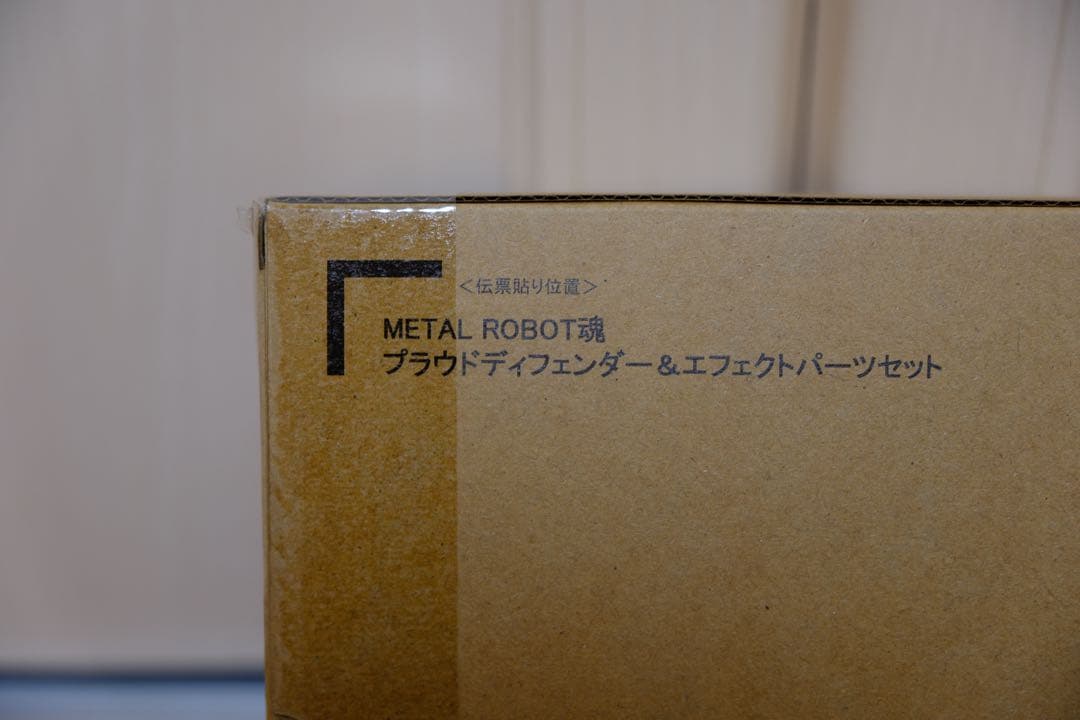 ＜伝票貼り位置＞
METAL ROBOT魂
プラウドディフェンダー＆エフェクトパーツセット